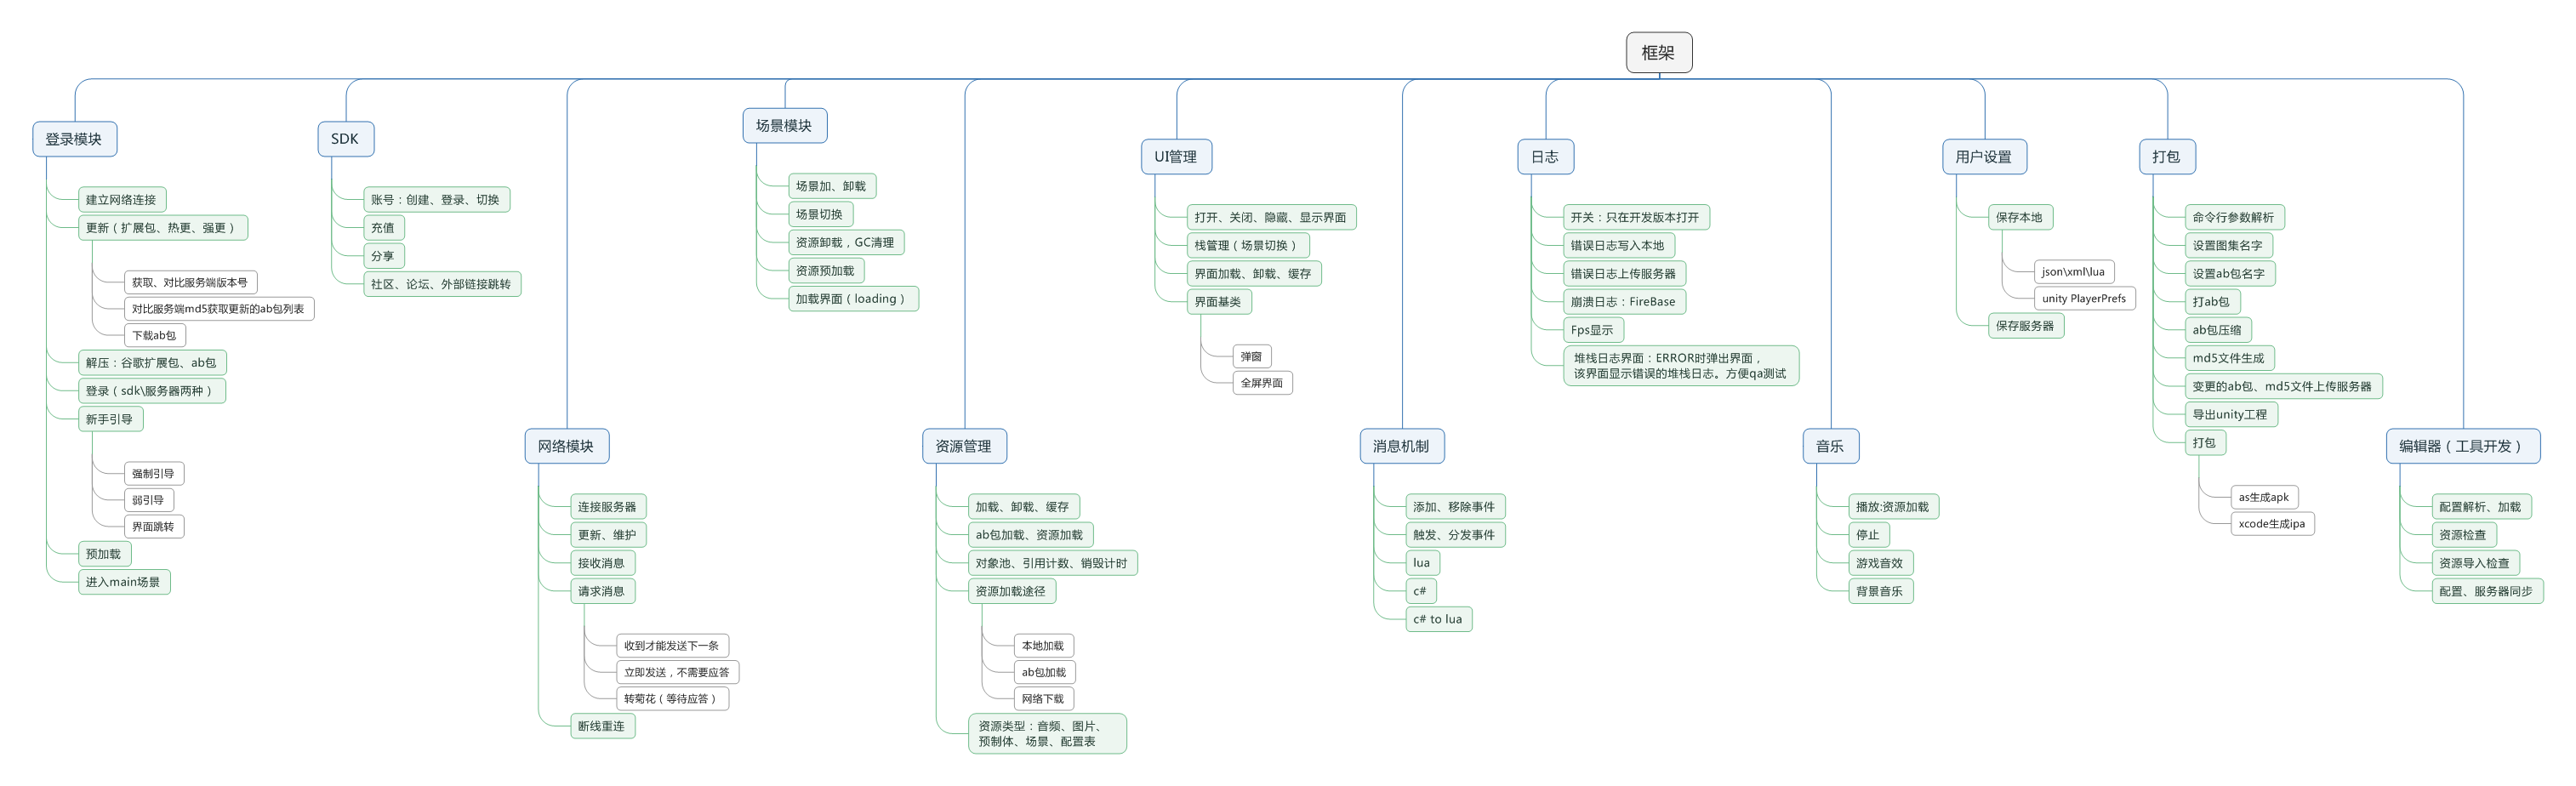 框架
登录模块
建立网络连接
更新（扩展包、热更、强更）
获取、对比服务端版本号
对比服务端md5获取更新的ab包列表
下载ab包
解压：谷歌扩展包、ab包
登录（sdk\服务器两种）
新手引导
强制引导
弱引导
界面跳转
预加载
进入main场景
SDK
账号：创建、登录、切换
充值
分享
社区、论坛、外部链接跳转
网络模块
连接服务器
更新、维护
接收消息
请求消息
收到才能发送下一条
立即发送，不需要应答
转菊花（等待应答）
断线重连
场景模块
场景加、卸载
场景切换
资源卸载，GC清理
资源预加载
加载界面（loading）
资源管理
加载、卸载、缓存
ab包加载、资源加载
对象池、引用计数、销毁计时
资源加载途径
本地加载
ab包加载
网络下载
资源类型：音频、图片、
预制体、场景、配置表
UI管理
打开、关闭、隐藏、显示界面
栈管理（场景切换）
界面加载、卸载、缓存
界面基类
弹窗
全屏界面
消息机制
添加、移除事件
触发、分发事件
lua
c#
c# to lua
日志
开关：只在开发版本打开
错误日志写入本地
错误日志上传服务器
崩溃日志：FireBase
Fps显示
堆栈日志界面：ERROR时弹出界面，
该界面显示错误的堆栈日志。方便qa测试
音乐
播放:资源加载
停止
游戏音效
背景音乐
用户设置
保存本地
json\xml\lua
unity PlayerPrefs
保存服务器
打包
命令行参数解析
设置图集名字
设置ab包名字
打ab包
ab包压缩
md5文件生成
变更的ab包、md5文件上传服务器
导出unity工程
打包
as生成apk
xcode生成ipa
编辑器（工具开发）
配置解析、加载
资源检查
资源导入检查
配置、服务器同步